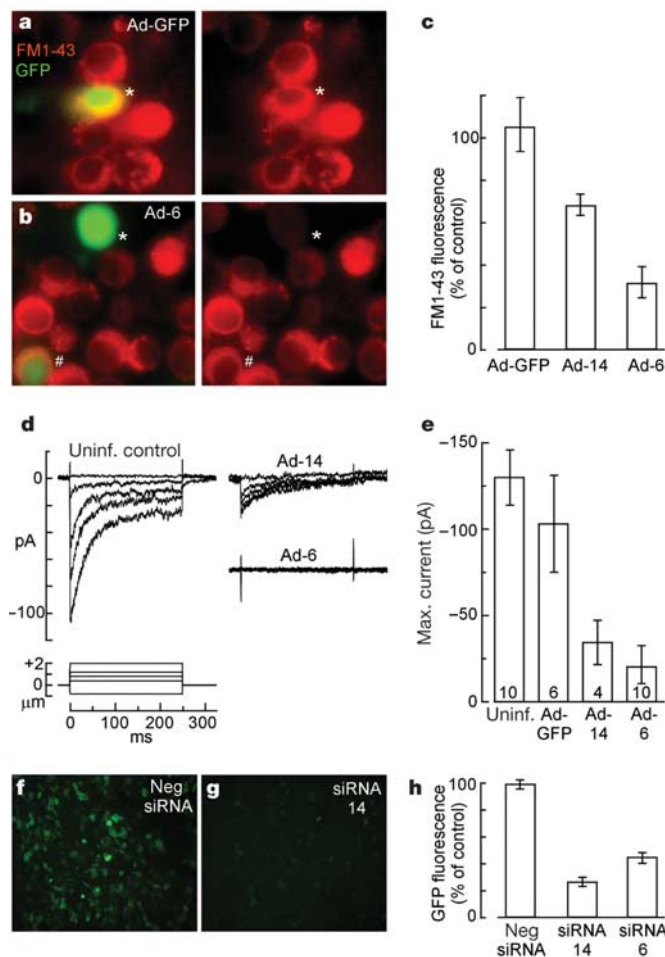 a
Ad-GFP
FM1-43
GFP
*
b
Ad-6
*
*
#
#
c
FM1-43 fluorescence
(% of control)
100
0
Ad-GFP
Ad-14
Ad-6
d
Uninf. control
Ad-14
Ad-6
0
pA
−100
+2
0
μm
0
100
200
300
ms
e
Max. current (pA)
−150
−100
−50
0
10
6
4
10
Uninf.
Ad-
GFP
Ad-
14
Ad-
6
f
Neg
siRNA
g
siRNA
14
h
GFP fluorescence
(% of control)
100
0
Neg
siRNA
siRNA
14
siRNA
6